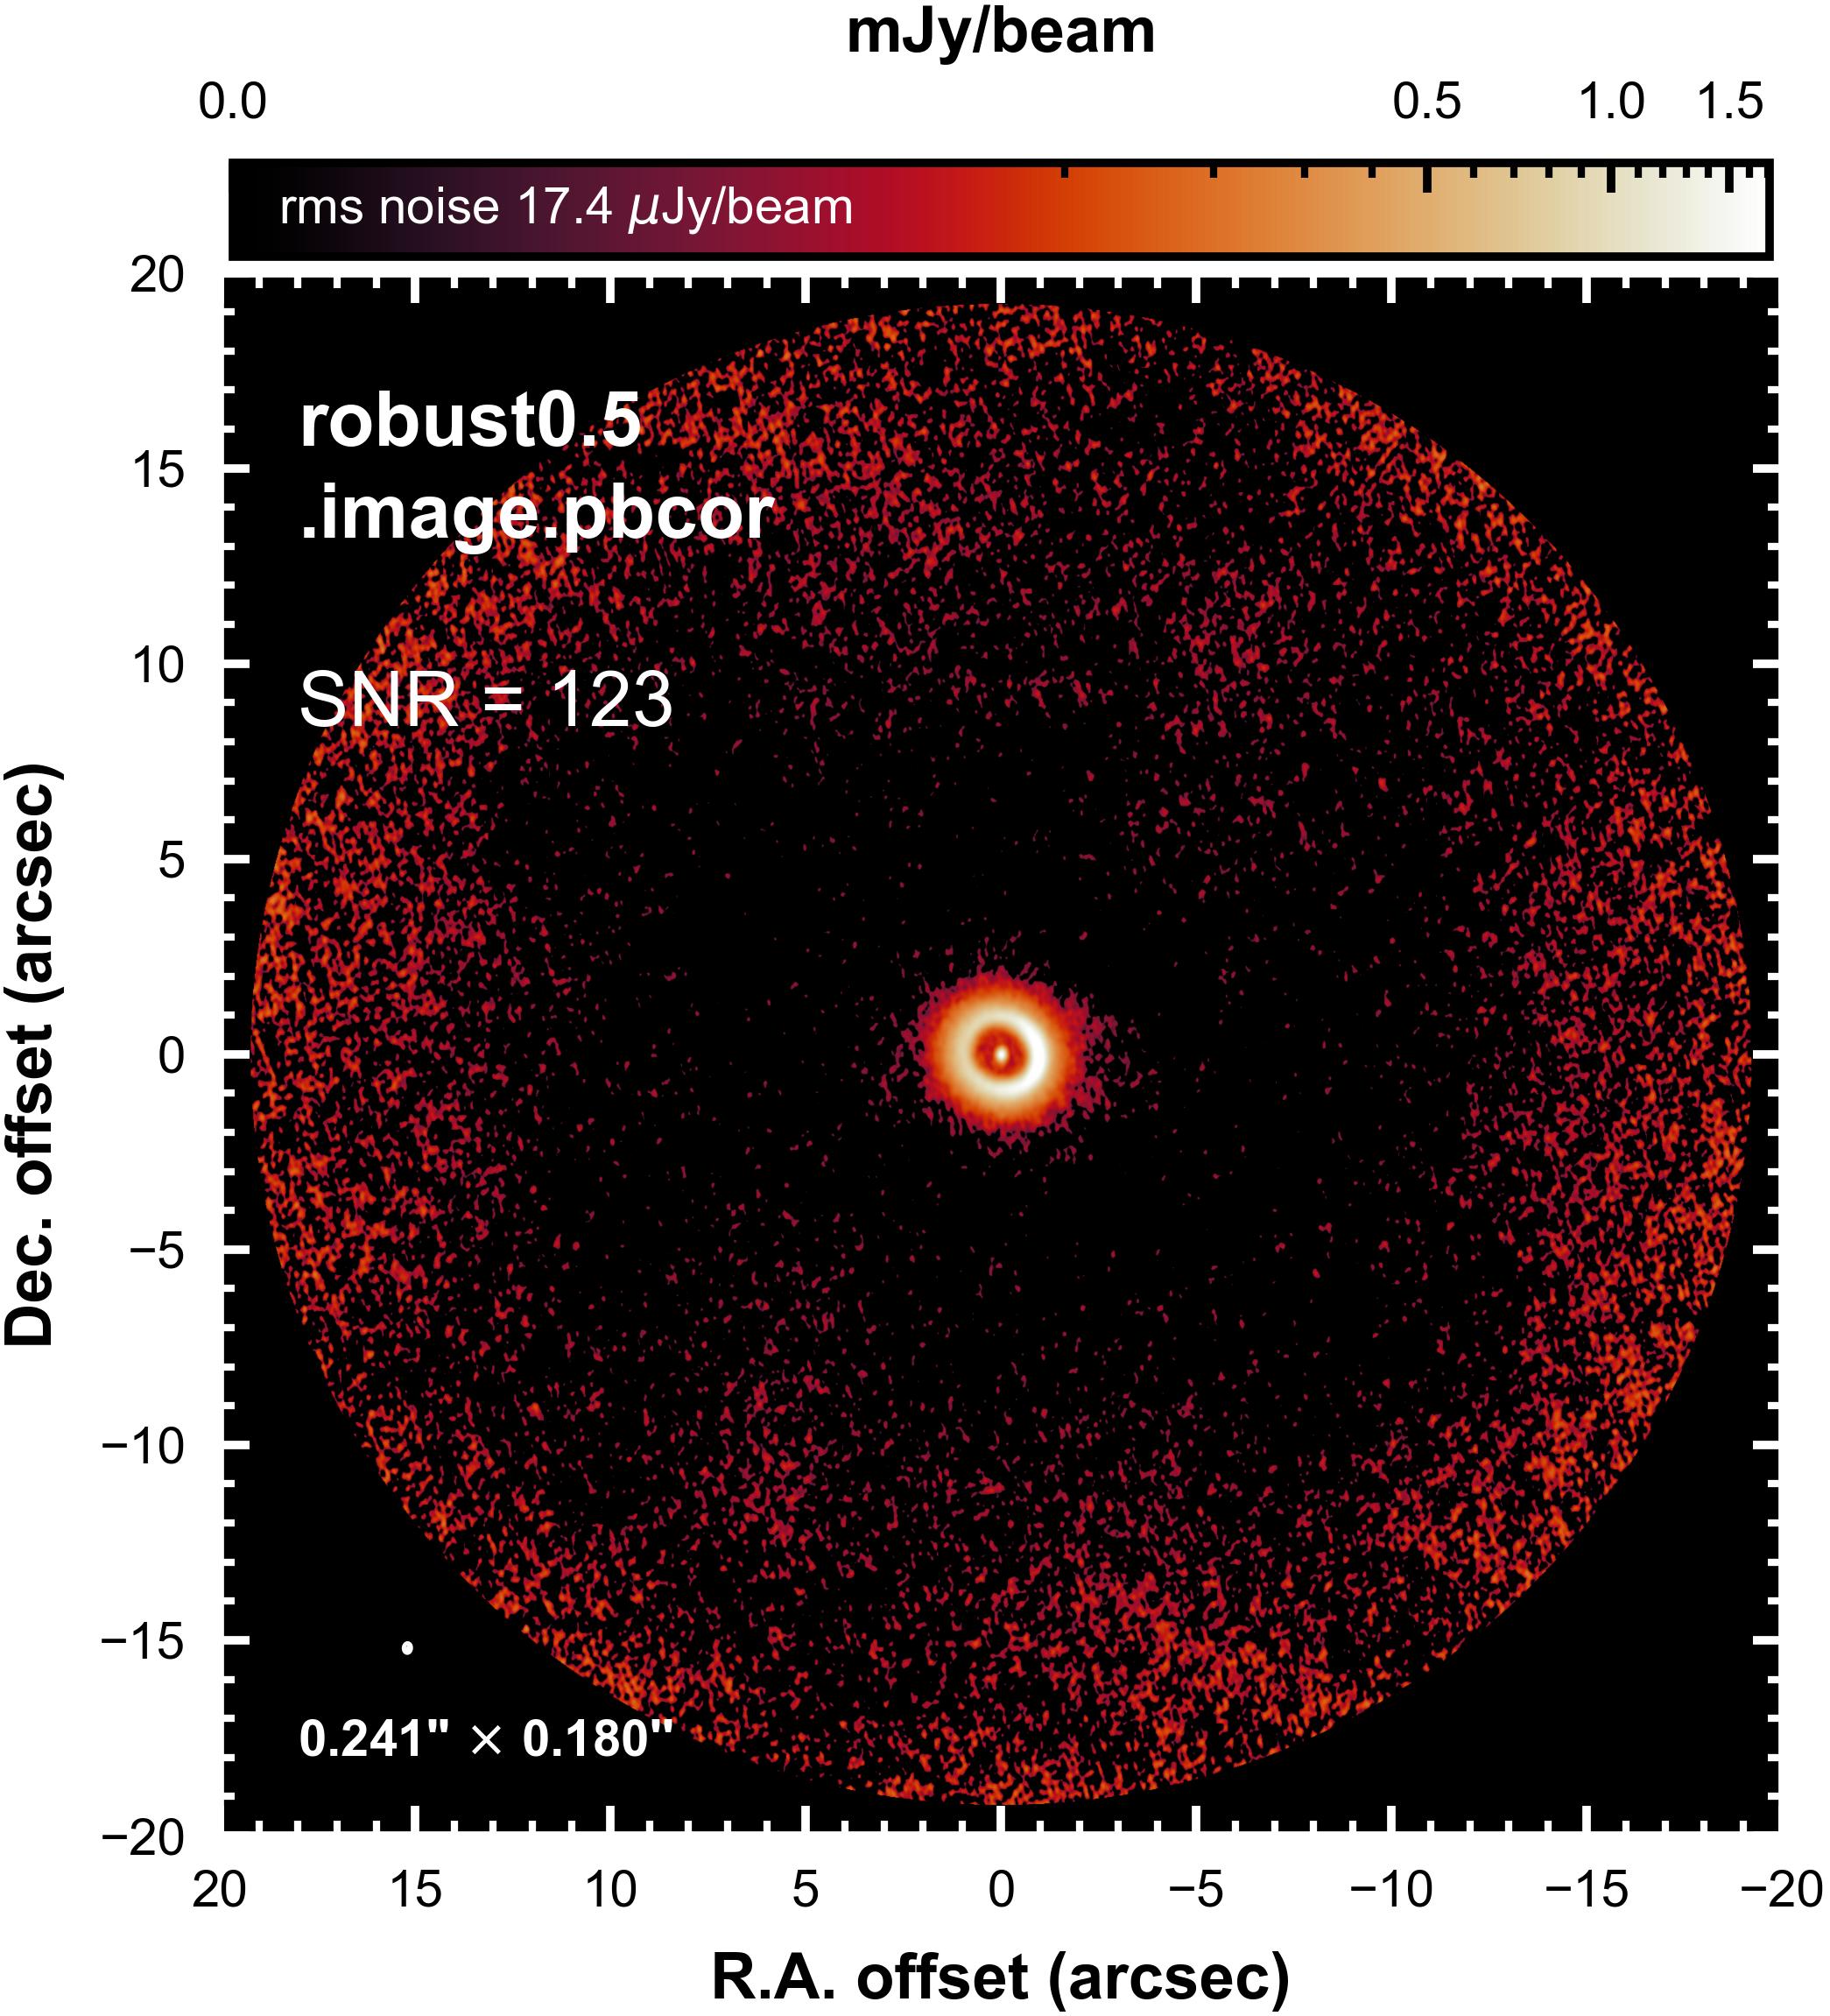 mJy/beam
0.0 0.5 1.0 1.5
rms noise 17.4 μJy/beam
20
robust0.5
15
.image.pbcor
10
SNR = 123
5
Dec. offset (arcsec)
0
−5
−10
−15
0.241" × 0.180"
−20
20 15 10 5 0 −5 −10 −15 −20
R.A. offset (arcsec)